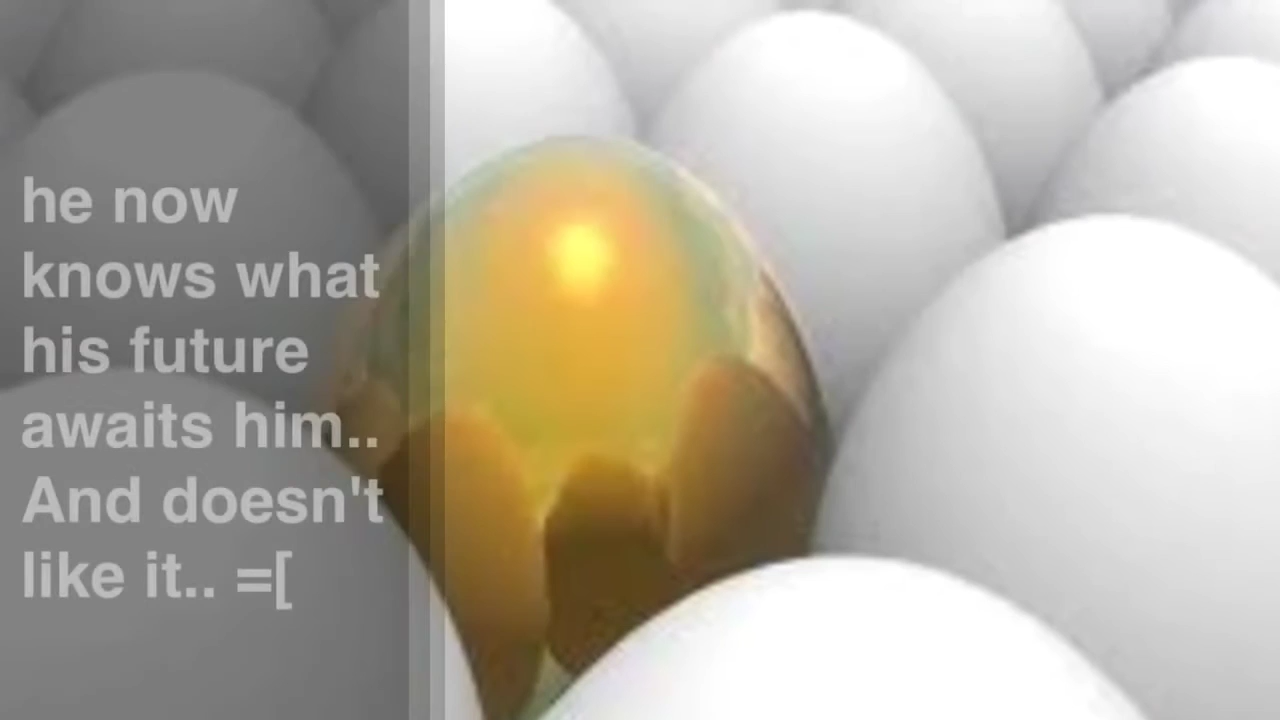 he now
knows what
his future
awaits him..
And doesn't
like it.. =[